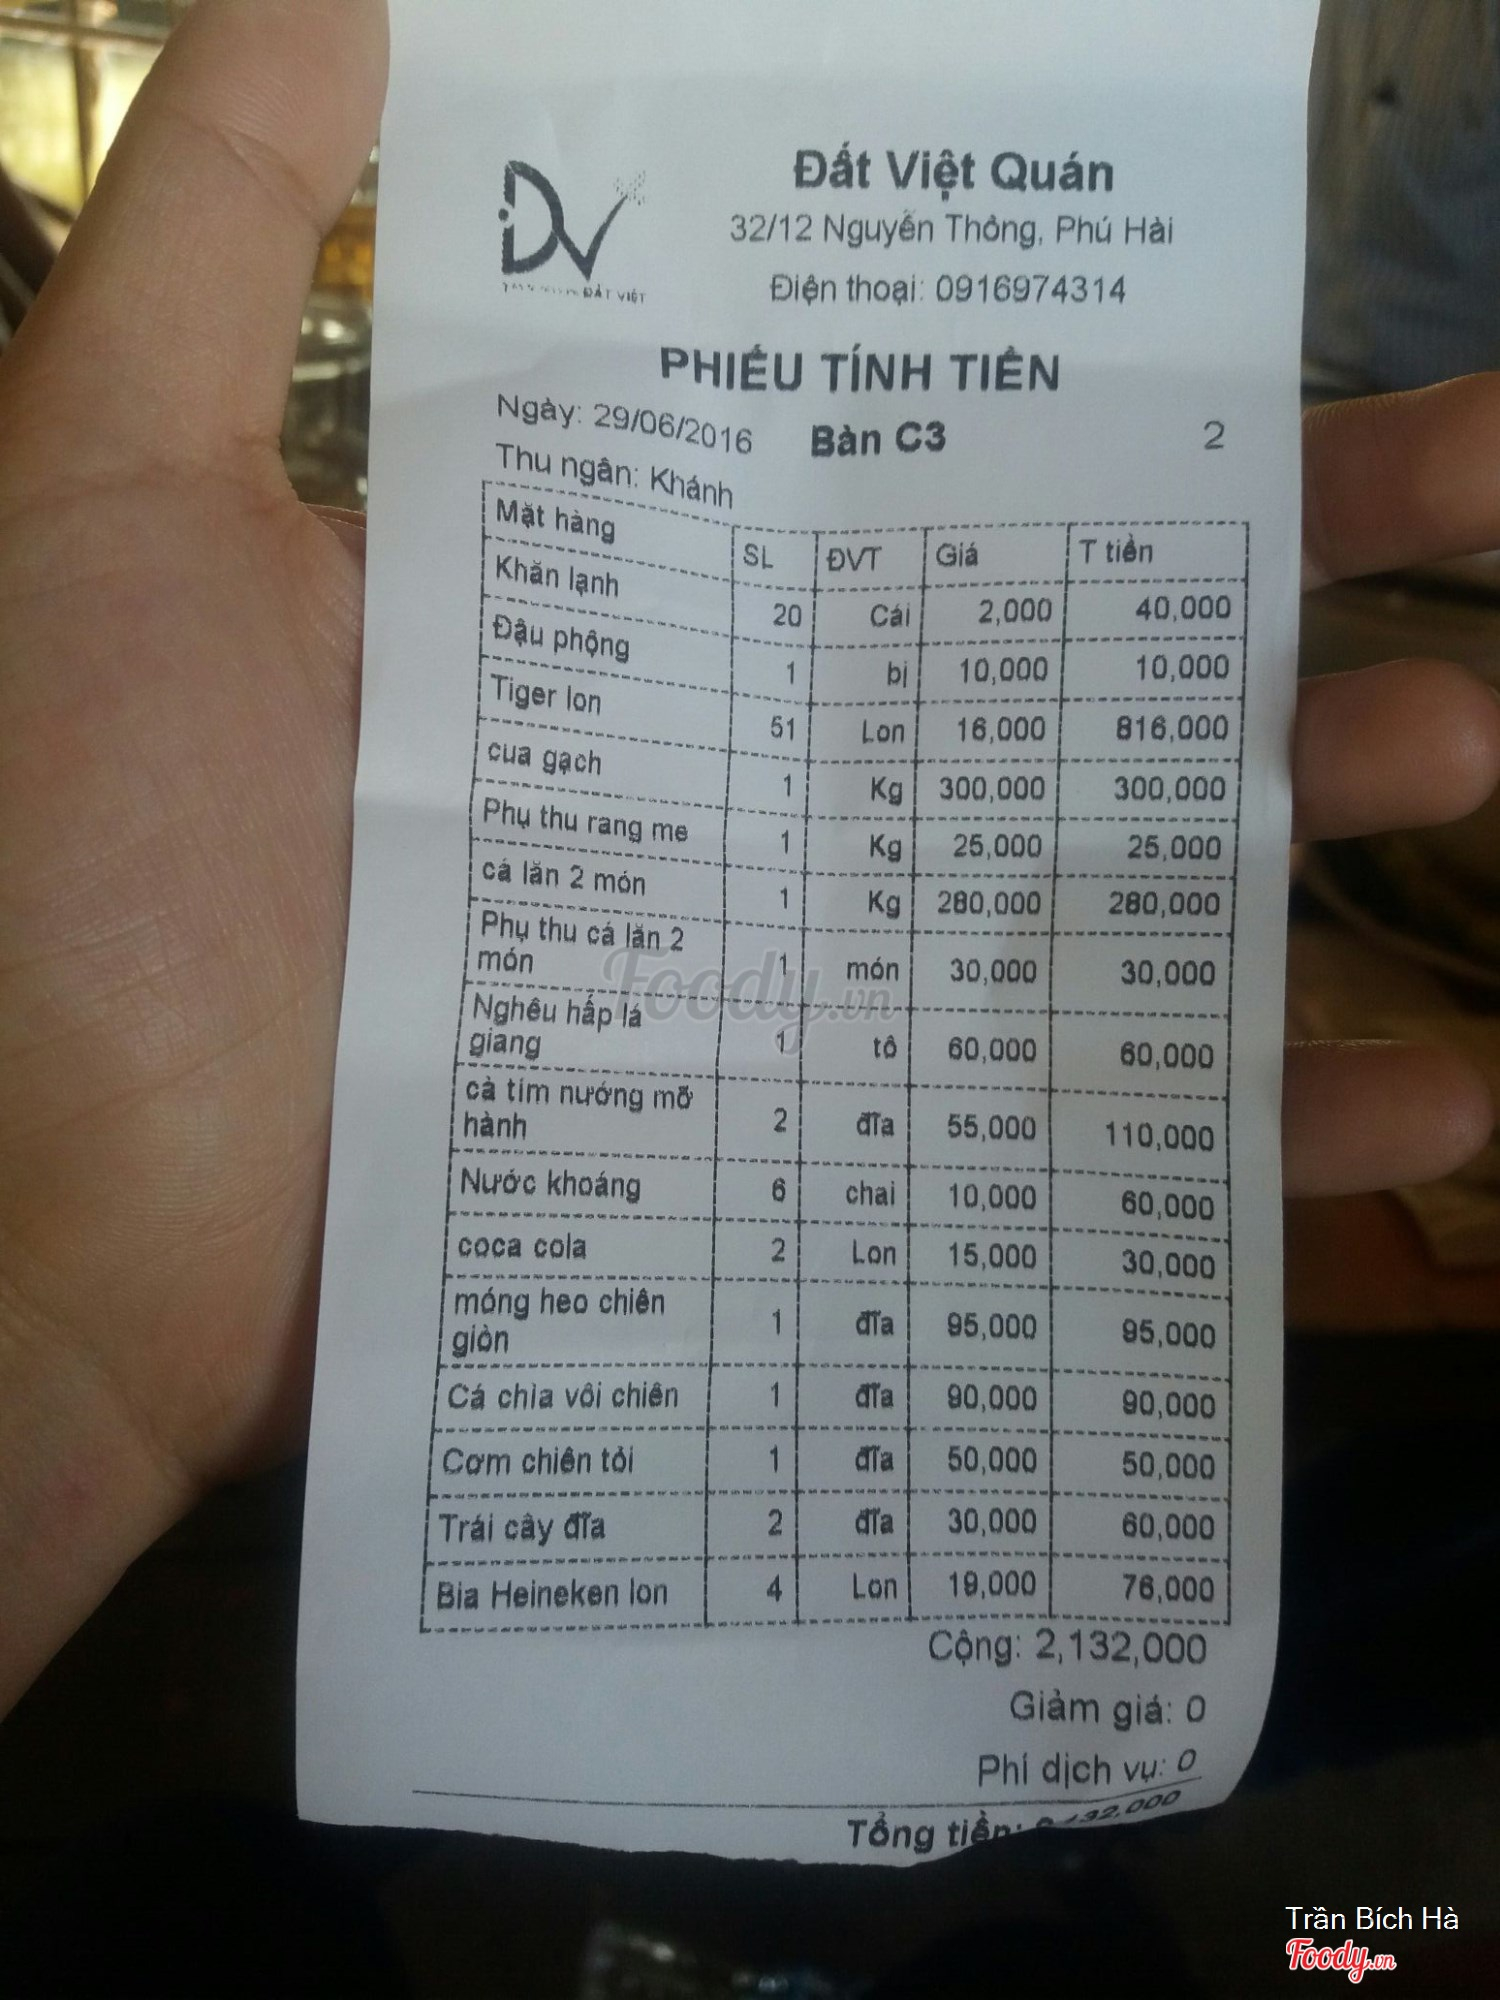 Đất Việt Quán
32/12 Nguyễn Thông, Phú Hài
Điện thoại: 0916974314
DV
ĐẤT VIỆT
PHIẾU TÍNH TIỀN
Ngày: 29/06/2016 Bàn C3 2
Thu ngân: Khánh
Mặt hàng SL ĐVT Giá T tiền
Khăn lạnh 20 Cái 2,000 40,000
Đậu phộng 1 bị 10,000 10,000
Tiger lon 51 Lon 16,000 816,000
cua gạch 1 Kg 300,000 300,000
Phụ thu rang me 1 Kg 25,000 25,000
cá lăn 2 món 1 Kg 280,000 280,000
Phụ thu cá lăn 2
món 1 món 30,000 30,000
Nghêu hấp lá
giang 1 tô 60,000 60,000
cà tím nướng mỡ
hành 2 đĩa 55,000 110,000
Nước khoáng 6 chai 10,000 60,000
coca cola 2 Lon 15,000 30,000
móng heo chiên
giòn 1 đĩa 95,000 95,000
Cá chìa vôi chiên 1 đĩa 90,000 90,000
Cơm chiên tỏi 1 đĩa 50,000 50,000
Trái cây đĩa 2 đĩa 30,000 60,000
Bia Heineken lon 4 Lon 19,000 76,000
Cộng: 2,132,000
Giảm giá: 0
Phí dịch vụ: 0
Tổng tiền:
Foody.vn
Trần Bích Hà
Foody.vn